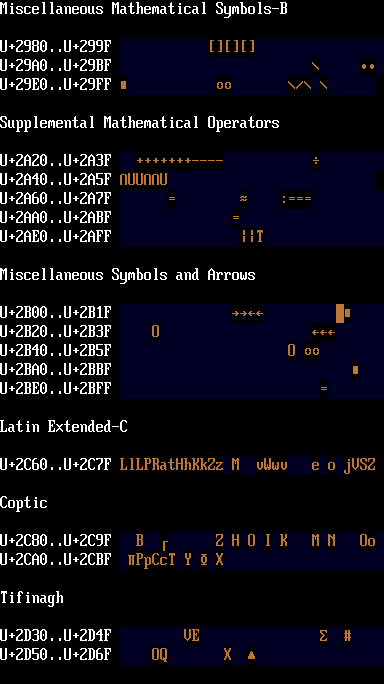 Miscellaneous Mathematical Symbols-B
U+2980..U+299F [][][]
U+29A0..U+29BF \ ••
U+29E0..U+29FF ▮ oo \/\ \
Supplemental Mathematical Operators
U+2A20..U+2A3F +++++++---- ÷
U+2A40..U+2A5F ∩UU∩∩U
U+2A60..U+2A7F = ≈ :===
U+2AA0..U+2ABF =
U+2AE0..U+2AFF ¦¦T
Miscellaneous Symbols and Arrows
U+2B00..U+2B1F →→←← █▪
U+2B20..U+2B3F O ←←←
U+2B40..U+2B5F O oo
U+2BA0..U+2BBF ▪
U+2BE0..U+2BFF =
Latin Extended-C
U+2C60..U+2C7F LlLPRatHhKkZz M vWwv e o jVSZ
Coptic
U+2C80..U+2C9F B ╓ Z H O I K M N Oo
U+2CA0..U+2CBF πPpCcT Y Φ X
Tifinagh
U+2D30..U+2D4F VE Σ #
U+2D50..U+2D6F OQ X ▲